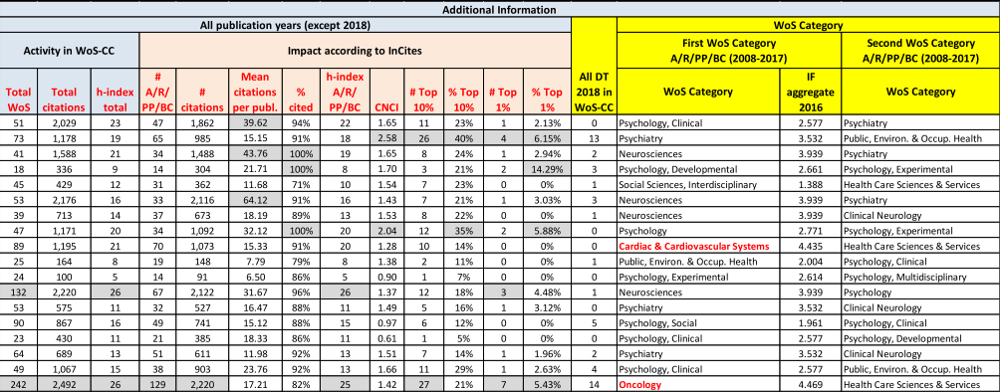 Additional Information
All publication years (except 2018)
WoS Category
Activity in WoS-CC
Impact according to InCites
All DT 2018 in WoS-CC
First WoS Category A/R/PP/BC (2008-2017)
Second WoS Category A/R/PP/BC (2008-2017)
Total WoS
Total citations
h-index total
# A/R/PP/BC
# citations
Mean citations per publ.
% cited
h-index A/R/PP/BC
CNCI
# Top 10%
% Top 10%
# Top 1%
% Top 1%
WoS Category
IF aggregate 2016
WoS Category
51 2,029 23 47 1,862 39.62 94% 22 1.65 11 23% 1 2.13% 0 Psychology, Clinical 2.577 Psychiatry
73 1,178 19 65 985 15.15 91% 18 2.58 26 40% 4 6.15% 13 Psychiatry 3.532 Public, Environ. & Occup. Health
41 1,588 21 34 1,488 43.76 100% 19 1.65 8 24% 1 2.94% 2 Neurosciences 3.939 Psychiatry
18 336 9 14 304 21.71 100% 8 1.70 3 21% 2 14.29% 3 Psychology, Developmental 2.661 Psychology, Experimental
45 429 12 31 362 11.68 71% 10 1.54 7 23% 0 0% 1 Social Sciences, Interdisciplinary 1.388 Health Care Sciences & Services
53 2,176 16 33 2,116 64.12 91% 16 1.43 7 21% 1 3.03% 3 Neurosciences 3.939 Psychiatry
39 713 14 37 673 18.19 89% 13 1.53 8 22% 0 0% 1 Neurosciences 3.939 Clinical Neurology
47 1,171 20 34 1,092 32.12 100% 20 2.04 12 35% 2 5.88% 0 Psychology 2.771 Psychology, Experimental
89 1,195 21 70 1,073 15.33 91% 20 1.28 10 14% 0 0% 0 Cardiac & Cardiovascular Systems 4.435 Health Care Sciences & Services
25 164 8 19 148 7.79 79% 8 1.38 2 11% 0 0% 1 Public, Environ. & Occup. Health 2.004 Psychology, Clinical
24 100 5 14 91 6.50 86% 5 0.90 1 7% 0 0% 0 Psychology, Experimental 2.614 Psychology, Multidisciplinary
132 2,220 26 67 2,122 31.67 96% 26 1.37 12 18% 3 4.48% 1 Neurosciences 3.939 Psychology
53 575 11 32 527 16.47 88% 11 1.49 5 16% 1 3.12% 0 Psychiatry 3.532 Clinical Neurology
90 867 16 49 741 15.12 88% 15 0.97 6 12% 0 0% 5 Psychology, Social 1.961 Psychology, Clinical
23 430 11 21 385 18.33 86% 11 0.61 1 5% 0 0% 0 Psychology, Clinical 2.577 Psychology, Developmental
64 689 13 51 611 11.98 92% 13 1.51 7 14% 1 1.96% 2 Psychiatry 3.532 Clinical Neurology
49 1,067 15 38 903 23.76 92% 13 1.66 11 29% 1 2.63% 4 Psychology, Clinical 2.577 Public, Environ. & Occup. Health
242 2,492 26 129 2,220 17.21 82% 25 1.42 27 21% 7 5.43% 14 Oncology 4.469 Health Care Sciences & Services